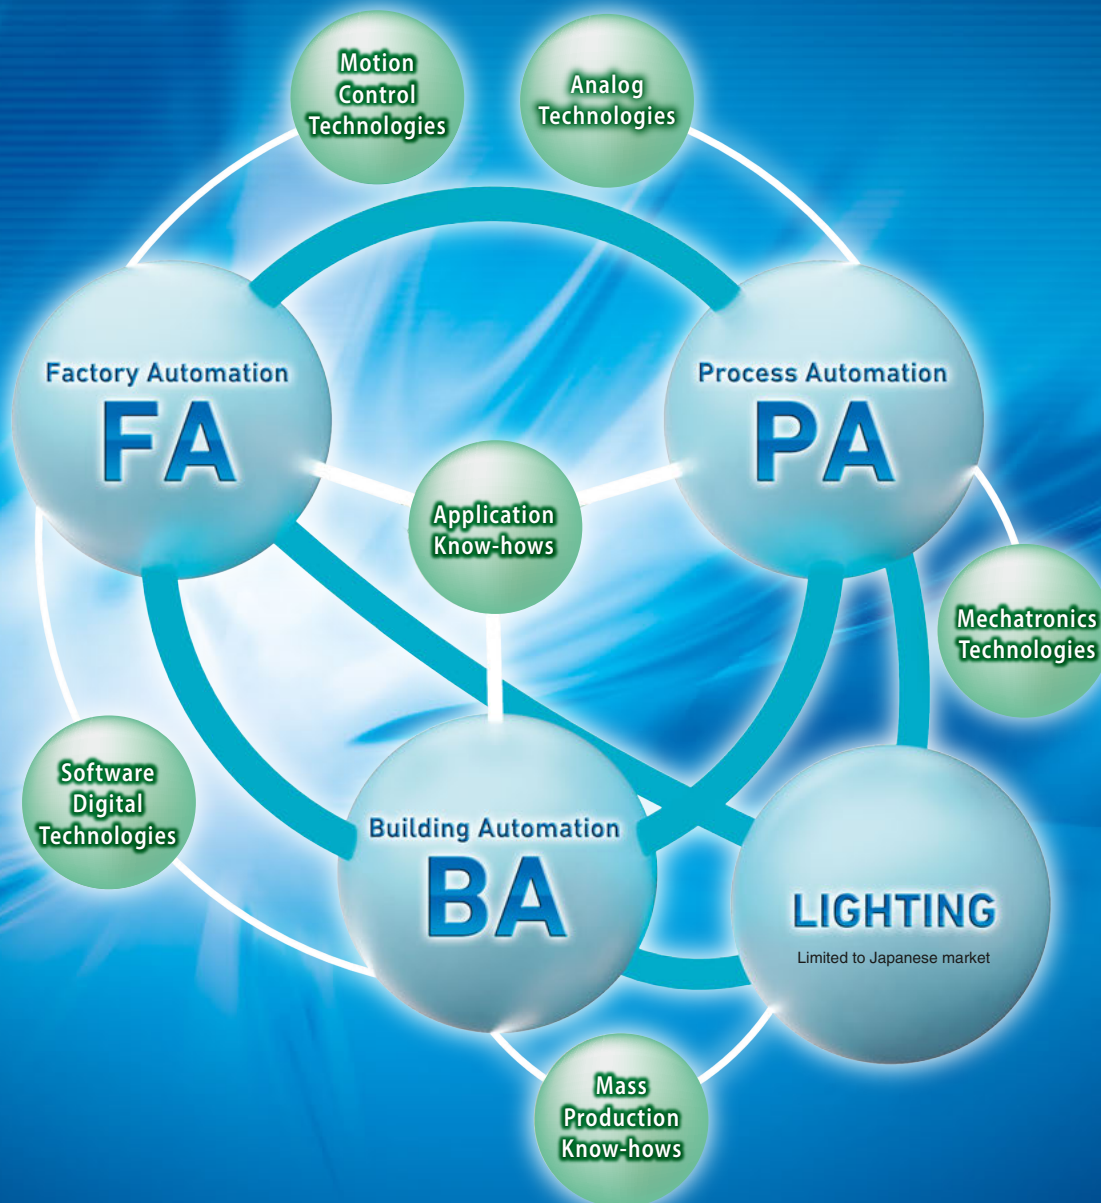 Motion
Control
Technologies
Analog
Technologies
Factory Automation
FA
Process Automation
PA
Application
Know-hows
Mechatronics
Technologies
Software
Digital
Technologies
Building Automation
BA
LIGHTING
Limited to Japanese market
Mass
Production
Know-hows